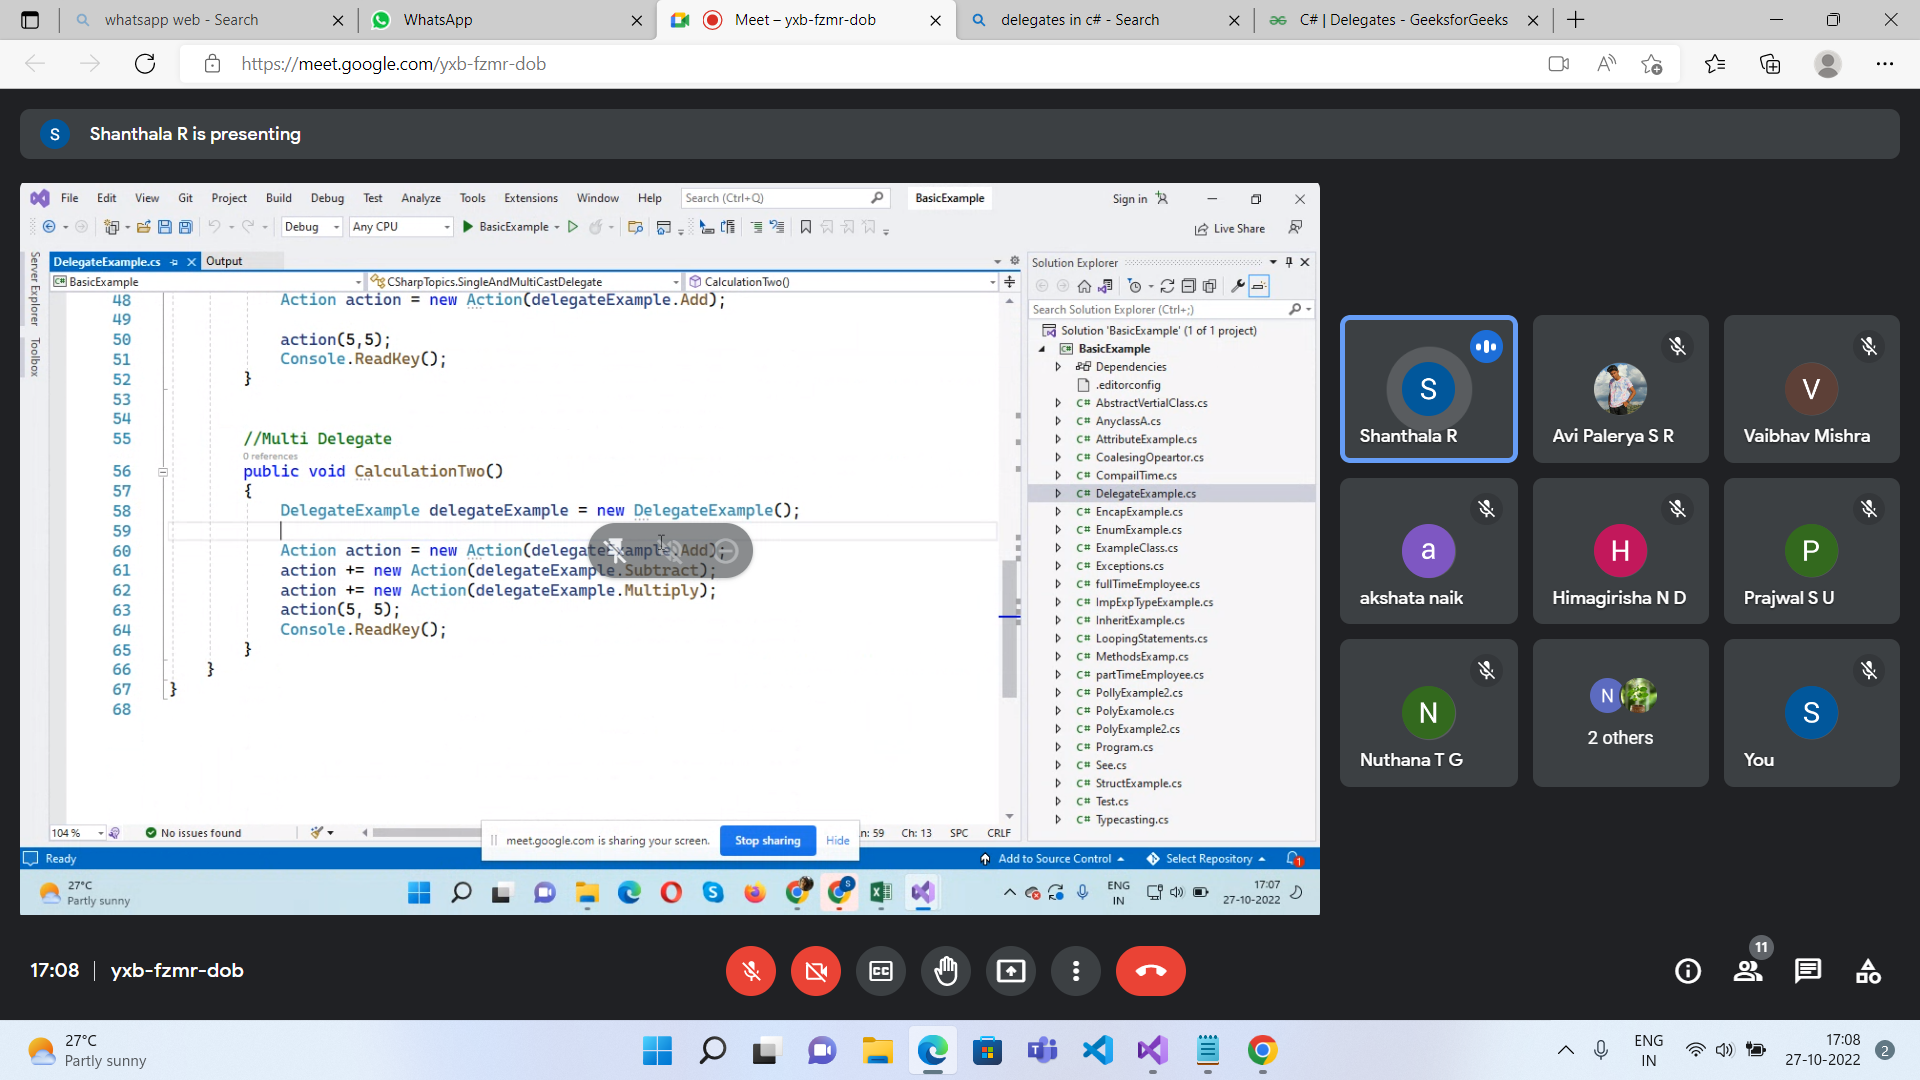 whatsapp web - Search
WhatsApp
Meet – yxb-fzmr-dob
delegates in c# - Search
C# | Delegates - GeeksforGeeks
https://meet.google.com/yxb-fzmr-dob
S
Shanthala R is presenting
File Edit View Git Project Build Debug Test Analyze Tools Extensions Window Help Search (Ctrl+Q) BasicExample Sign in
Debug Any CPU BasicExample Live Share
Server Explorer
Toolbox
DelegateExample.cs Output
BasicExample CSharpTopics.SingleAndMultiCastDelegate CalculationTwo()
48 Action action = new Action(delegateExample.Add);
49
50 action(5,5);
51 Console.ReadKey();
52 }
53
54
55 //Multi Delegate
0 references
56 public void CalculationTwo()
57 {
58 DelegateExample delegateExample = new DelegateExample();
59
60 Action action = new Action(delegateExample.Add);
61 action += new Action(delegateExample.Subtract);
62 action += new Action(delegateExample.Multiply);
63 action(5, 5);
64 Console.ReadKey();
65 }
66 }
67 }
68
104 % No issues found
meet.google.com is sharing your screen. Stop sharing Hide
n: 59 Ch: 13 SPC CRLF
Ready
Add to Source Control Select Repository 1
Solution Explorer
Search Solution Explorer (Ctrl+;)
Solution 'BasicExample' (1 of 1 project)
C# BasicExample
Dependencies
.editorconfig
C# AbstractVertialClass.cs
C# AnyclassA.cs
C# AttributeExample.cs
C# CoalesingOpeartor.cs
C# CompailTime.cs
C# DelegateExample.cs
C# EncapExample.cs
C# EnumExample.cs
C# ExampleClass.cs
C# Exceptions.cs
C# fullTimeEmployee.cs
C# ImpExpTypeExample.cs
C# InheritExample.cs
C# LoopingStatements.cs
C# MethodsExamp.cs
C# partTimeEmployee.cs
C# PollyExample2.cs
C# PolyExamole.cs
C# PolyExample2.cs
C# Program.cs
C# See.cs
C# StructExample.cs
C# Test.cs
C# Typecasting.cs
27°C
Partly sunny
S
ENG
IN
17:07
27-10-2022
S
Shanthala R
Avi Palerya S R
V
Vaibhav Mishra
a
akshata naik
H
Himagirisha N D
P
Prajwal S U
N
Nuthana T G
N
2 others
S
You
17:08 | yxb-fzmr-dob
CC
11
27°C
Partly sunny
ENG
IN
17:08
27-10-2022
2